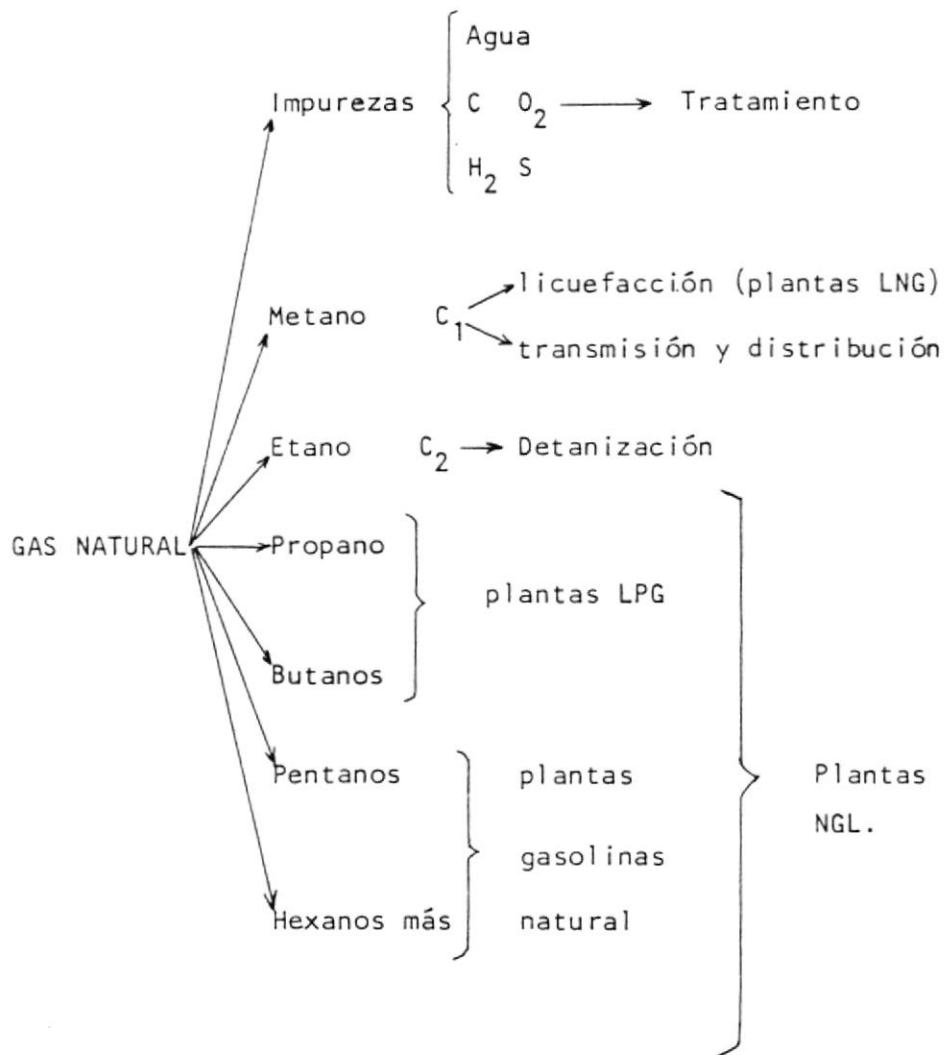 Agua
Impurezas C O2 Tratamiento
H2 S
licuefacción (plantas LNG)
Metano C1
transmisión y distribución
Etano C2 Detanización
GAS NATURAL Propano
plantas LPG
Butanos
Pentanos plantas Plantas
NGL.
gasolinas
Hexanos más natural